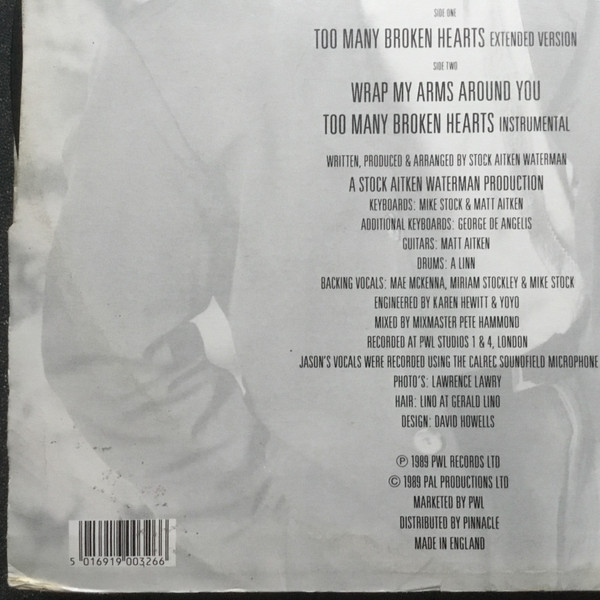 SIDE ONE
TOO MANY BROKEN HEARTS EXTENDED VERSION
SIDE TWO
WRAP MY ARMS AROUND YOU
TOO MANY BROKEN HEARTS INSTRUMENTAL
WRITTEN, PRODUCED & ARRANGED BY STOCK AITKEN WATERMAN
A STOCK AITKEN WATERMAN PRODUCTION
KEYBOARDS: MIKE STOCK & MATT AITKEN
ADDITIONAL KEYBOARDS: GEORGE DE ANGELIS
GUITARS: MATT AITKEN
DRUMS: A LINN
BACKING VOCALS: MAE MCKENNA, MIRIAM STOCKLEY & MIKE STOCK
ENGINEERED BY KAREN HEWITT & YOYO
MIXED BY MIXMASTER PETE HAMMOND
RECORDED AT PWL STUDIOS 1 & 4, LONDON
JASON'S VOCALS WERE RECORDED USING THE CALREC SOUNDFIELD MICROPHONE
PHOTO'S: LAWRENCE LAWRY
HAIR: LINO AT GERALD LINO
DESIGN: DAVID HOWELLS
℗ 1989 PWL RECORDS LTD
© 1989 PAL PRODUCTIONS LTD
MARKETED BY PWL
DISTRIBUTED BY PINNACLE
MADE IN ENGLAND
5 016919 003266